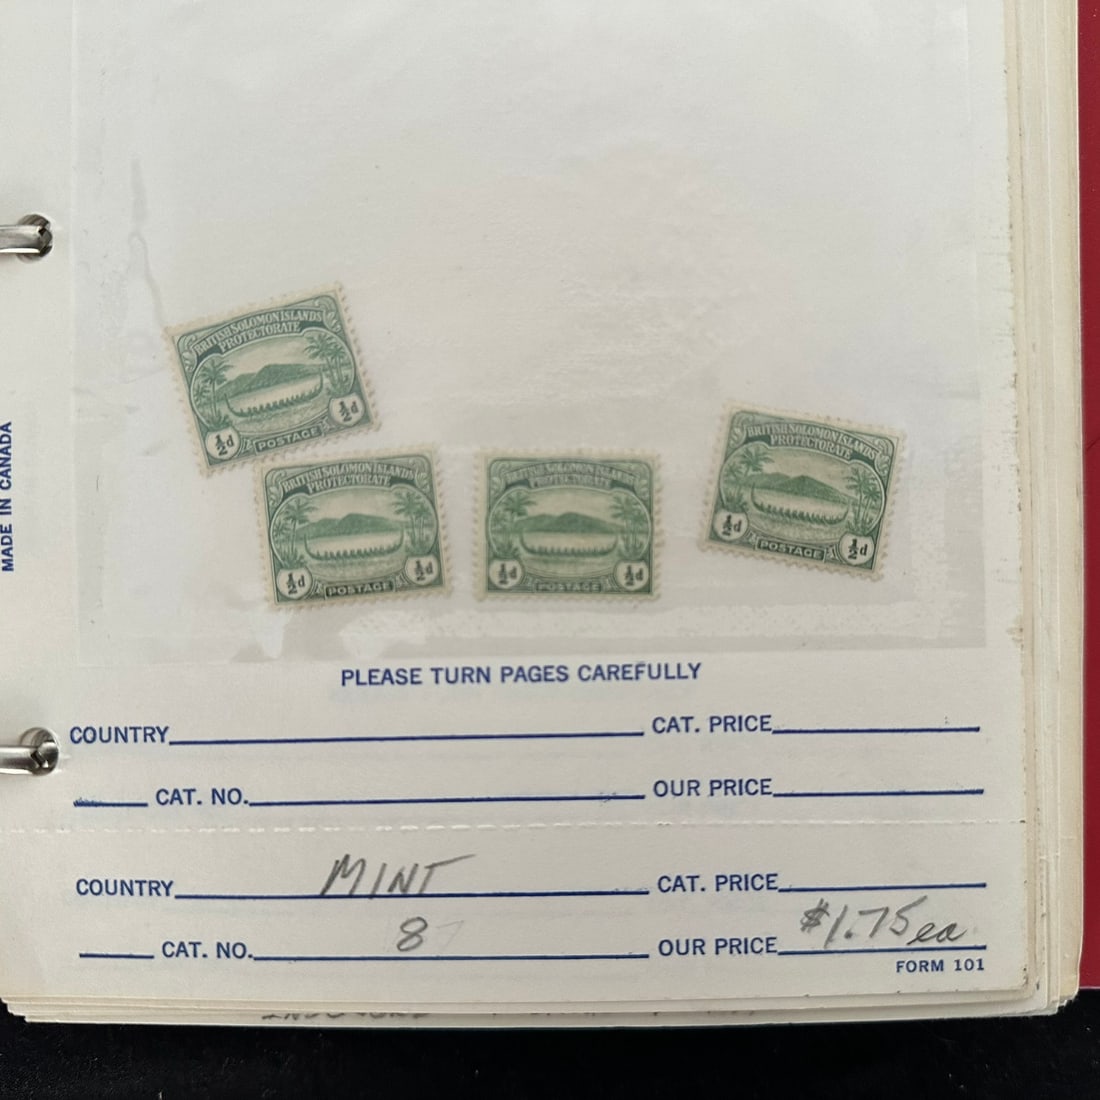 BRITISH SOLOMON ISLANDS
PROTECTORATE
½d POSTAGE ½d
BRITISH SOLOMON ISLANDS
PROTECTORATE
½d POSTAGE ½d
BRITISH SOLOMON ISLANDS
PROTECTORATE
½d POSTAGE ½d
BRITISH SOLOMON ISLANDS
PROTECTORATE
½d POSTAGE ½d
MADE IN CANADA
PLEASE TURN PAGES CAREFULLY
COUNTRY CAT. PRICE
CAT. NO. OUR PRICE
COUNTRY MINT CAT. PRICE
CAT. NO. 8 OUR PRICE $1.75 ea
FORM 101